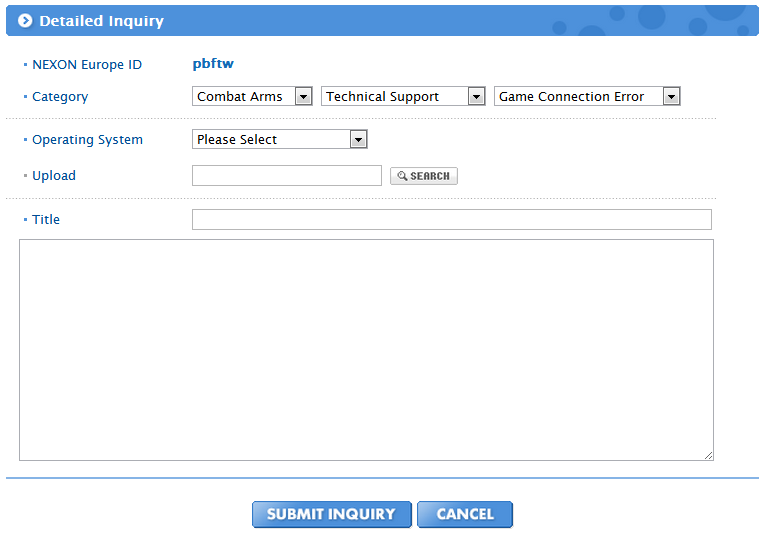 Detailed Inquiry
NEXON Europe ID pbftw
Category Combat Arms Technical Support Game Connection Error
Operating System Please Select
Upload SEARCH
Title
SUBMIT INQUIRY CANCEL